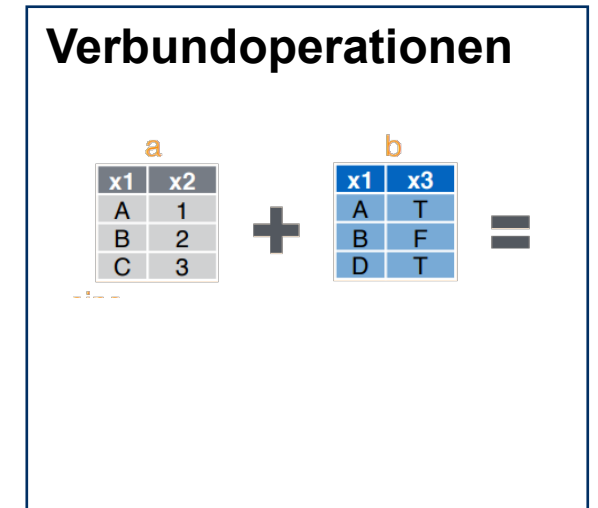 Verbundoperationen
a b
x1 x2 x1 x3
A 1 A T
+ =
B 2 B F
C 3 D T